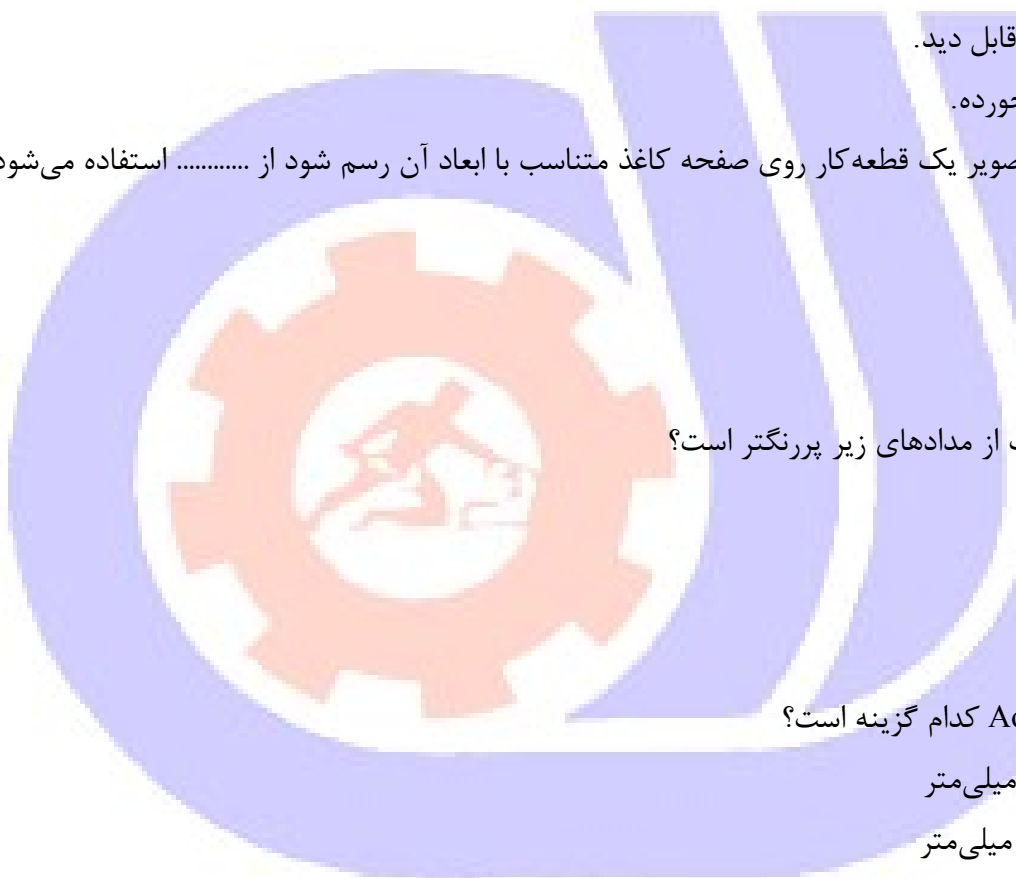 قابل دید.
خورده.
صویر یک قطعه‌کار روی صفحه کاغذ متناسب با ابعاد آن رسم شود از ............ استفاده می‌شود
از مدادهای زیر پررنگتر است؟
کدام گزینه است؟
میلی‌متر
میلی‌متر